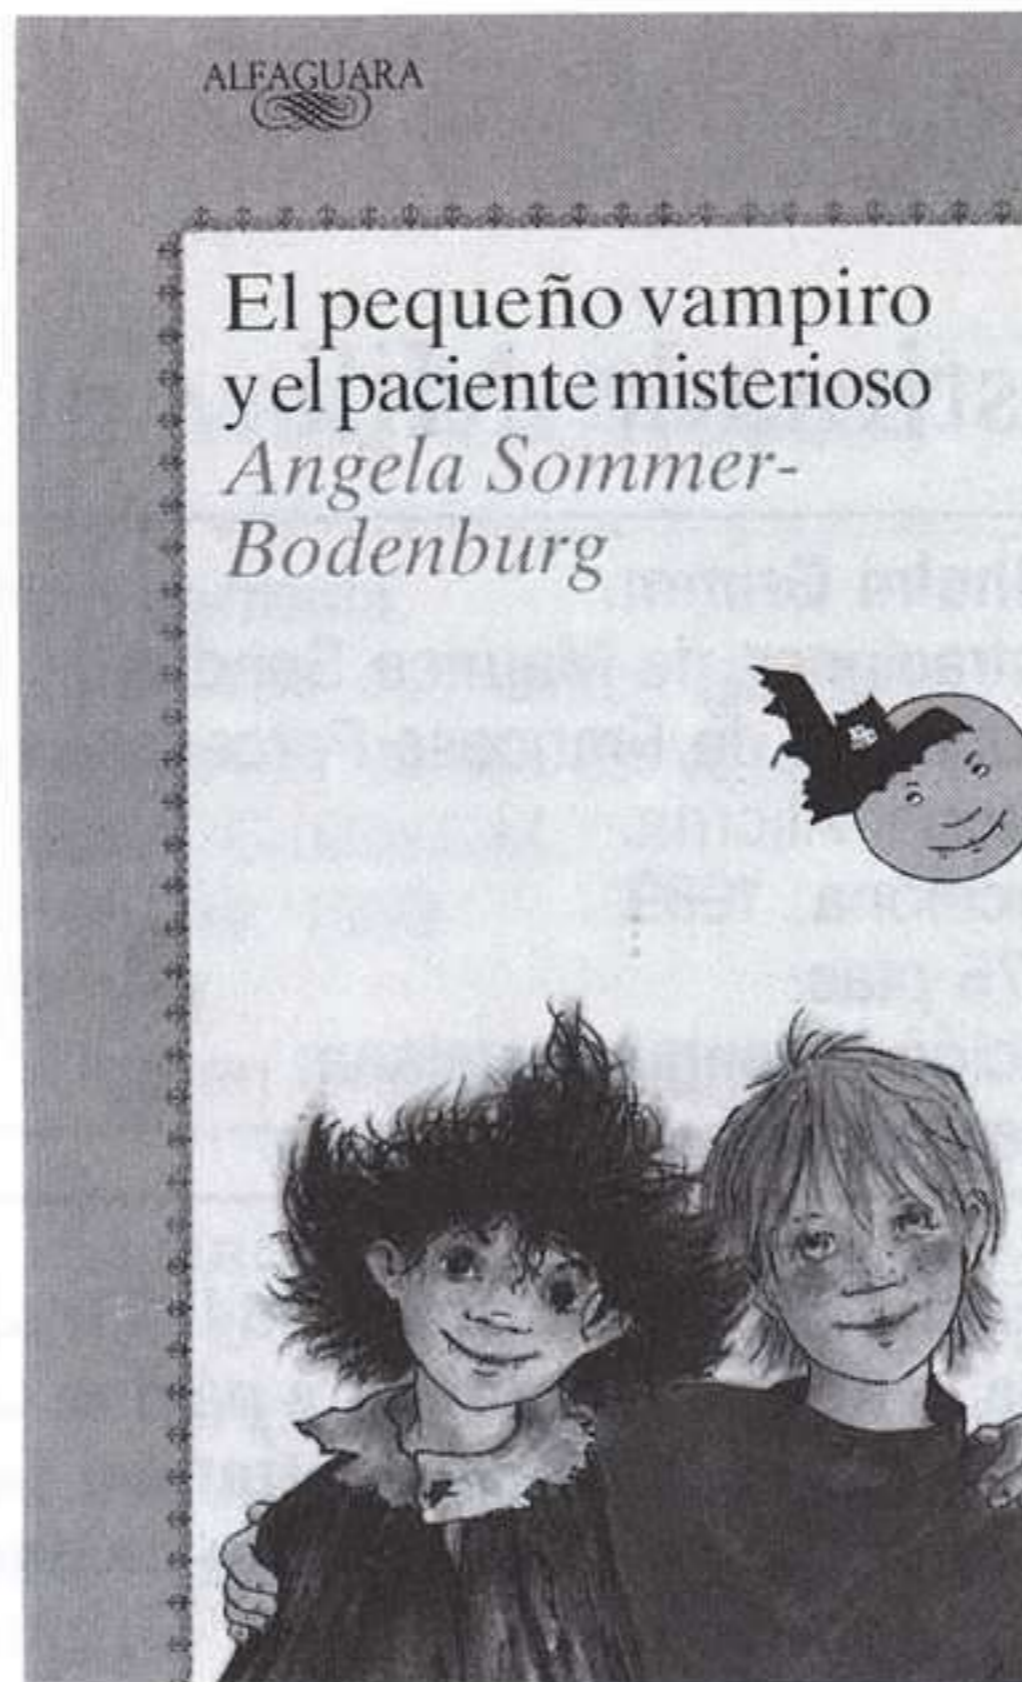 ALFAGUARA
El pequeño vampiro
y el paciente misterioso
Angela Sommer-
Bodenburg